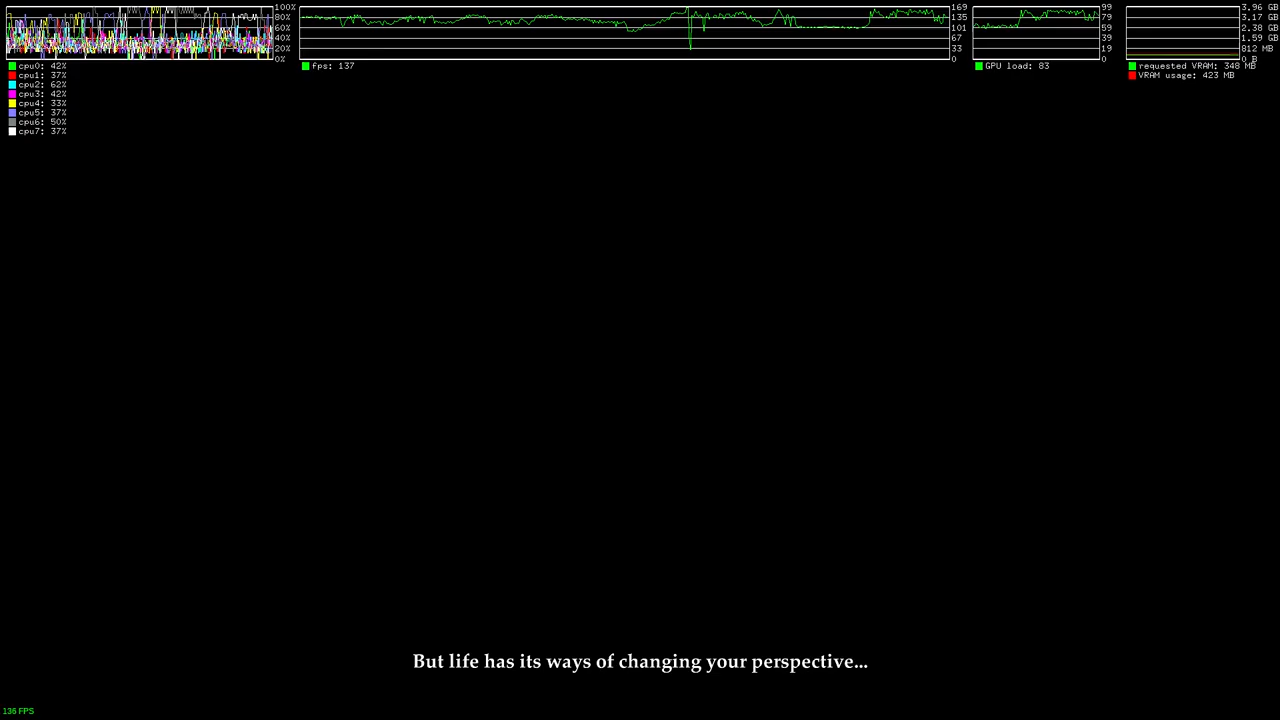 100%
80%
60%
40%
20%
0%
cpu0: 42%
cpu1: 37%
cpu2: 62%
cpu3: 42%
cpu4: 33%
cpu5: 37%
cpu6: 50%
cpu7: 37%
169
135
101
67
33
0
fps: 137
99
79
59
39
19
0
GPU load: 83
3.96 GB
3.17 GB
2.38 GB
1.59 GB
812 MB
0 B
requested VRAM: 348 MB
VRAM usage: 423 MB
But life has its ways of changing your perspective...
136 FPS